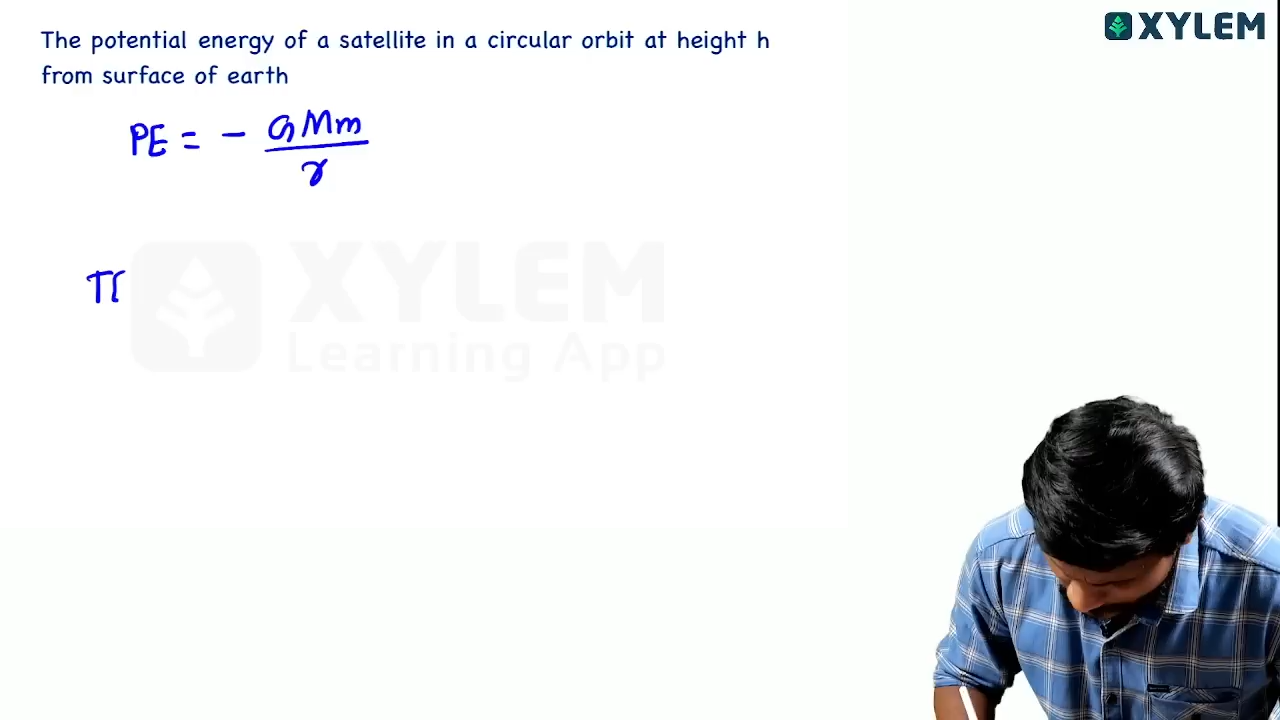 The potential energy of a satellite in a circular orbit at height h
from surface of earth
XYLEM
PE = - GMm
r
XYLEM
Learning App